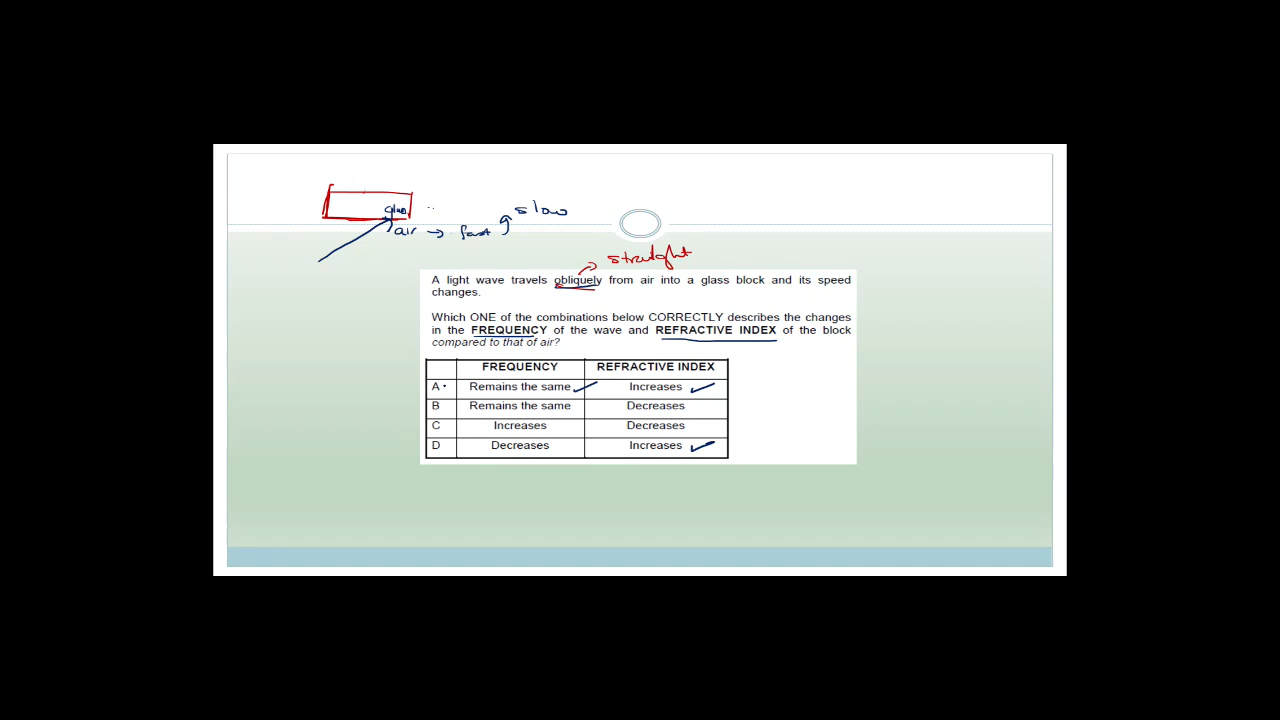 glass
slow
air → fast
straight
A light wave travels obliquely from air into a glass block and its speed
changes.
Which ONE of the combinations below CORRECTLY describes the changes
in the FREQUENCY of the wave and REFRACTIVE INDEX of the block
compared to that of air?
FREQUENCY REFRACTIVE INDEX
A Remains the same Increases
B Remains the same Decreases
C Increases Decreases
D Decreases Increases